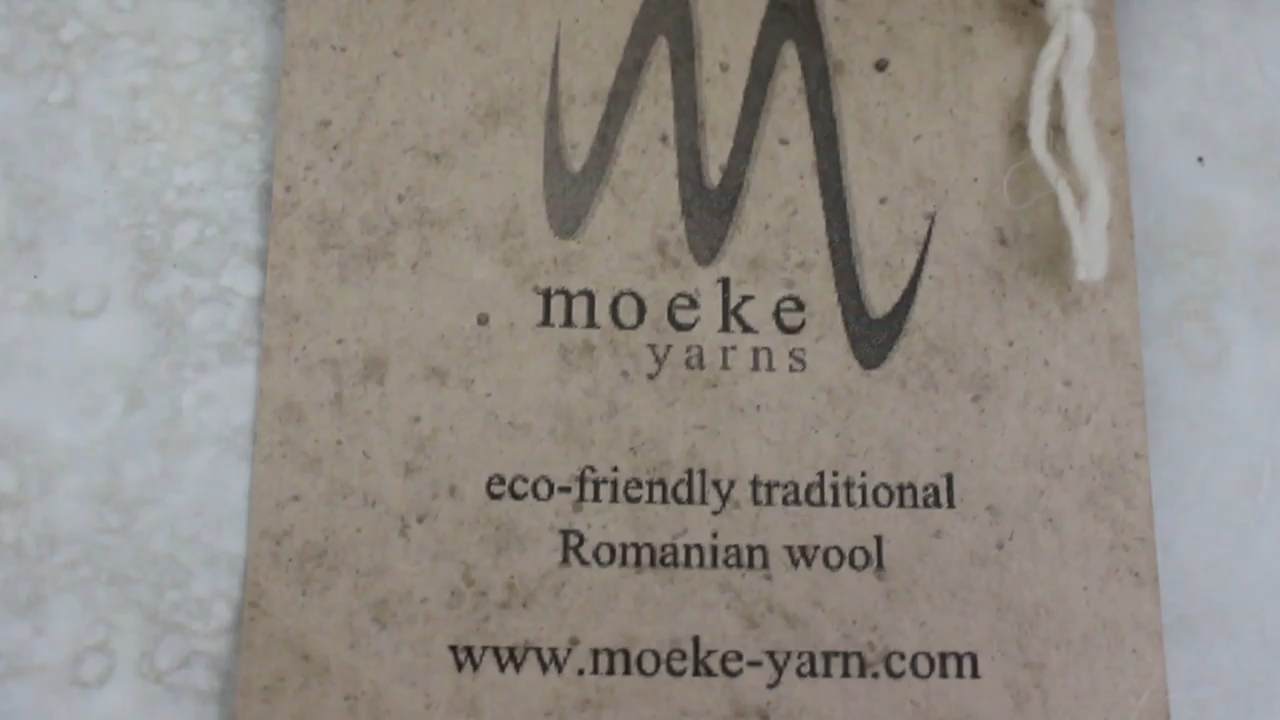 moeke
yarns
eco-friendly traditional
Romanian wool
www.moeke-yarn.com